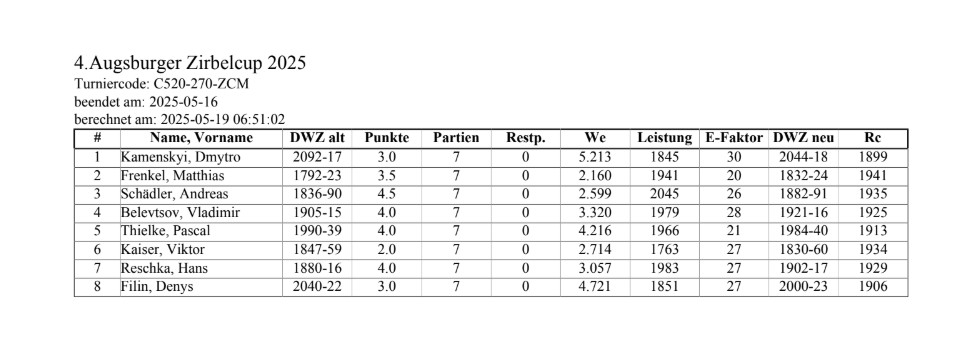 4.Augsburger Zirbelcup 2025
Turniercode: C520-270-ZCM
beendet am: 2025-05-16
berechnet am: 2025-05-19 06:51:02
# Name, Vorname DWZ alt Punkte Partien Restp. We Leistung E-Faktor DWZ neu Rc
1 Kamenskyi, Dmytro 2092-17 3.0 7 0 5.213 1845 30 2044-18 1899
2 Frenkel, Matthias 1792-23 3.5 7 0 2.160 1941 20 1832-24 1941
3 Schädler, Andreas 1836-90 4.5 7 0 2.599 2045 26 1882-91 1935
4 Belevtsov, Vladimir 1905-15 4.0 7 0 3.320 1979 28 1921-16 1925
5 Thielke, Pascal 1990-39 4.0 7 0 4.216 1966 21 1984-40 1913
6 Kaiser, Viktor 1847-59 2.0 7 0 2.714 1763 27 1830-60 1934
7 Reschka, Hans 1880-16 4.0 7 0 3.057 1983 27 1902-17 1929
8 Filin, Denys 2040-22 3.0 7 0 4.721 1851 27 2000-23 1906